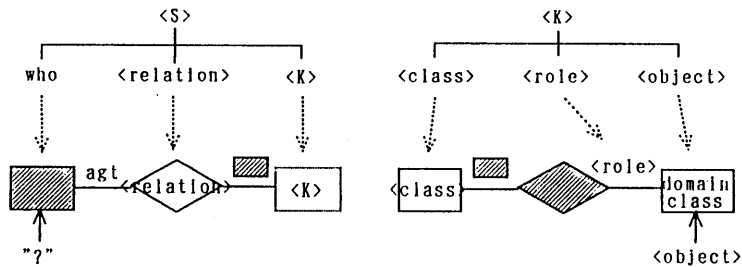 <S>
who <relation> <K>
agt <relation> <K>
"?"
<K>
<class> <role> <object>
<role>
<class> domain
class
<object>